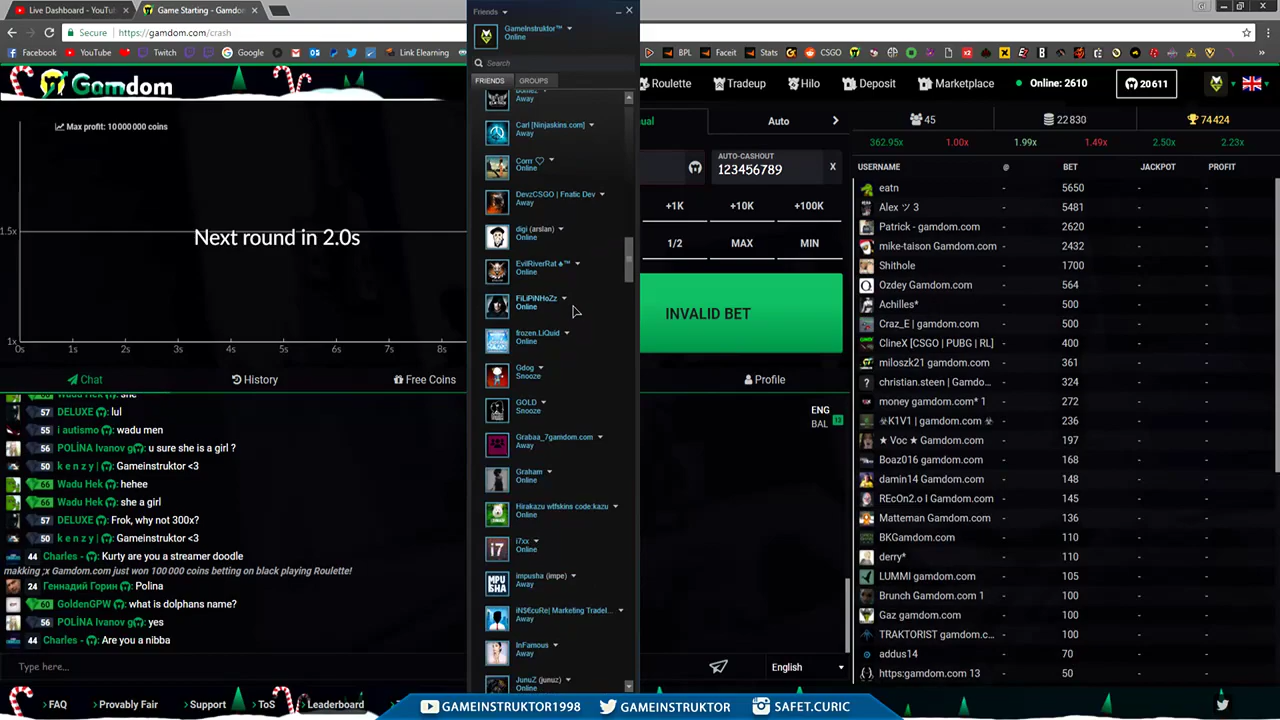 Live Dashboard - YouTub
Game Starting - Gamdom
Secure
https://gamdom.com/crash
Facebook
YouTube
Twitch
Google
Link Elearning
BPL
Faceit
Stats
CSGO
Gamdom
Roulette
Tradeup
Hilo
Deposit
Marketplace
Online: 2610
20611
Max profit: 10 000 000 coins
1.5x
Next round in 2.0s
1x
0s 1s 2s 3s 4s 5s 6s 7s 8s
Chat
History
Free Coins
Profile
DELUXE : lul
55 i autismo : wadu men
56 POLİNA Ivanov g : u sure she is a girl ?
50 k e n z y | : Gameinstruktor <3
66 Wadu Hek : hehee
66 Wadu Hek : she a girl
57 DELUXE : Frok, why not 300x?
50 k e n z y | : Gameinstruktor <3
44 Charles - : Kurty are you a streamer doodle
makking ;x Gamdom.com just won 100 000 coins betting on black playing Roulette!
24 Геннадий Горин : Polina
60 GoldenGPW : what is dolphans name?
56 POLİNA Ivanov g : yes
44 Charles - : Are you a nibba
Type here...
English
ENG
BAL
FAQ
Provably Fair
Support
ToS
Leaderboard
Friends
GameInstruktor™
Online
Search
FRIENDS
GROUPS
Away
Carl [Ninjaskins.com]
Away
Corrr ♡
Online
DevzCSGO | Fnatic Dev
Away
digi (arslan)
Online
EvilRiverRat ♠™
Online
FiLiPiNHoZz
Online
frozen.LiQuid
Online
Gdog
Snooze
GOLD
Snooze
Grabaa_7gamdom.com
Away
Graham
Online
Hirakazu wtfskins code:kazu
Online
i7xx
Online
impusha (impe)
Away
iNS€cuRe| Marketing Tradel...
Away
InFamous
Away
JunuZ (junuz)
Online
Auto
AUTO-CASHOUT
123456789
X
+1K
+10K
+100K
1/2
MAX
MIN
INVALID BET
45
22 830
74 424
362.95x 1.00x 1.99x 1.49x 2.50x 2.23x
USERNAME @ BET JACKPOT PROFIT
eatn - 5650 - -
Alex ツ 3 - 5481 - -
Patrick - gamdom.com - 2620 - -
mike-taison Gamdom.com - 2432 - -
Shithole - 1700 - -
Ozdey Gamdom.com - 564 - -
Achilles* - 500 - -
Craz_E | gamdom.com - 500 - -
ClineX [CSGO | PUBG | RL] - 400 - -
miloszk21 gamdom.com - 361 - -
christian.steen | Gamdo... - 324 - -
money gamdom.com* 1 - 272 - -
☣K1V1 | gamdom.com ☣ - 236 - -
★ Voc ★ Gamdom.com - 197 - -
Boaz016 gamdom.com - 168 - -
damin14 Gamdom.com - 148 - -
REcOn2.o I Gamdom.com - 145 - -
Matteman Gamdom.com - 136 - -
BKGamdom.com - 110 - -
derry* - 110 - -
LUMMI gamdom.com - 105 - -
Brunch Gamdom.com 1 - 100 - -
Gaz gamdom.com - 100 - -
TRAKTORIST gamdom.c... - 100 - -
addus14 - 70 - -
https:gamdom.com 13 - 50 - -
GAMEINSTRUKTOR1998
GAMEINSTRUKTOR
SAFET.CURIC